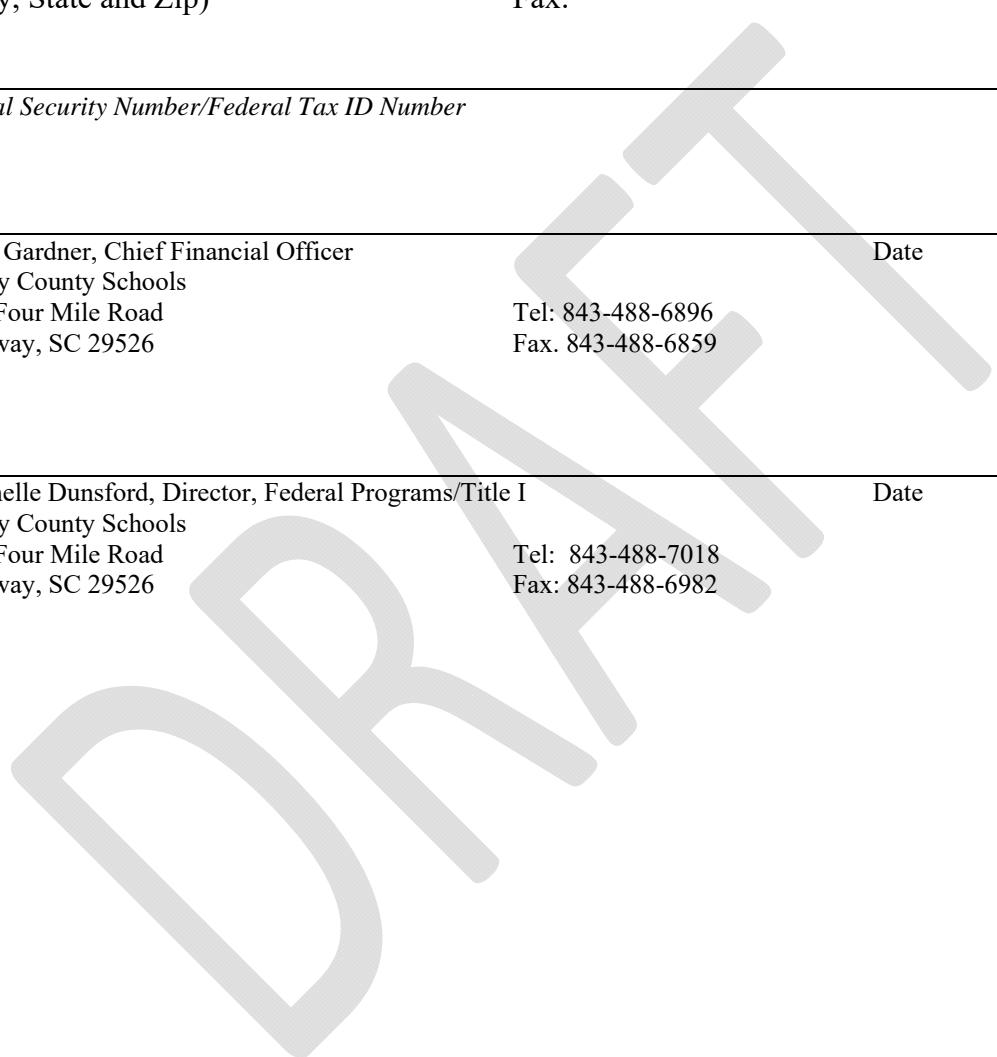 y, State and Zip) Fax:
al Security Number/Federal Tax ID Number
Gardner, Chief Financial Officer Date
y County Schools
Four Mile Road Tel: 843-488-6896
way, SC 29526 Fax. 843-488-6859
elle Dunsford, Director, Federal Programs/Title I Date
y County Schools
Four Mile Road Tel: 843-488-7018
way, SC 29526 Fax: 843-488-6982
DRAFT